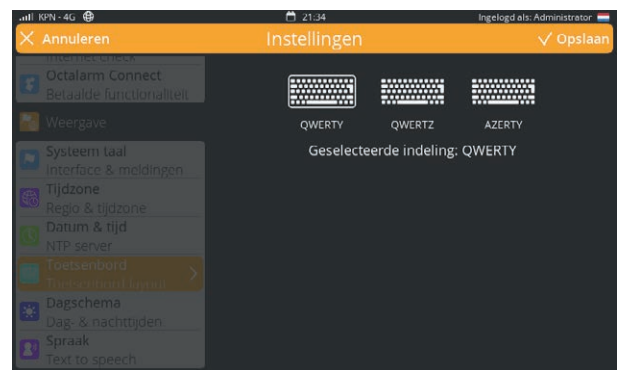 KPN - 4G 21:34 Ingelogd als: Administrator
Annuleren Instellingen Opslaan
Internet check
Octalarm Connect
Betaalde functionaliteit
Weergave
Systeem taal
Interface & meldingen
Tijdzone
Regio & tijdzone
Datum & tijd
NTP server
Toetsenbord
Toetsenbord layout
Dagschema
Dag- & nachttijden
Spraak
Text to speech
QWERTY QWERTZ AZERTY
Geselecteerde indeling: QWERTY